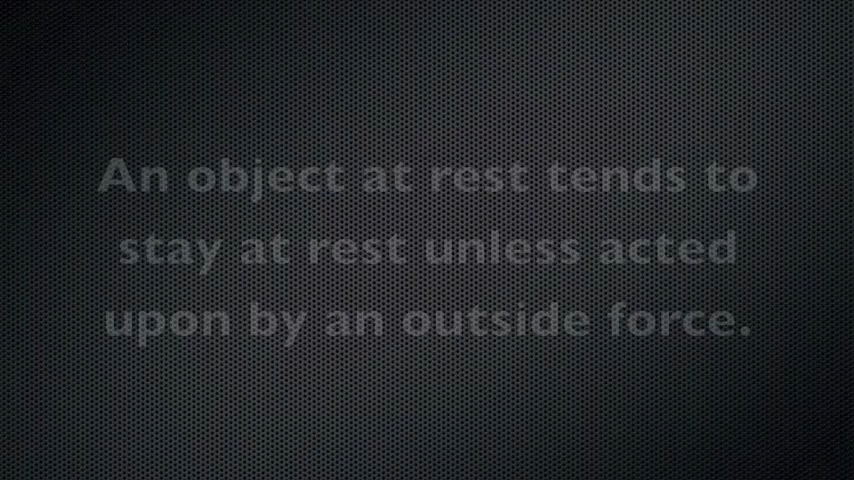 An object at rest tends to
stay at rest unless acted
upon by an outside force.